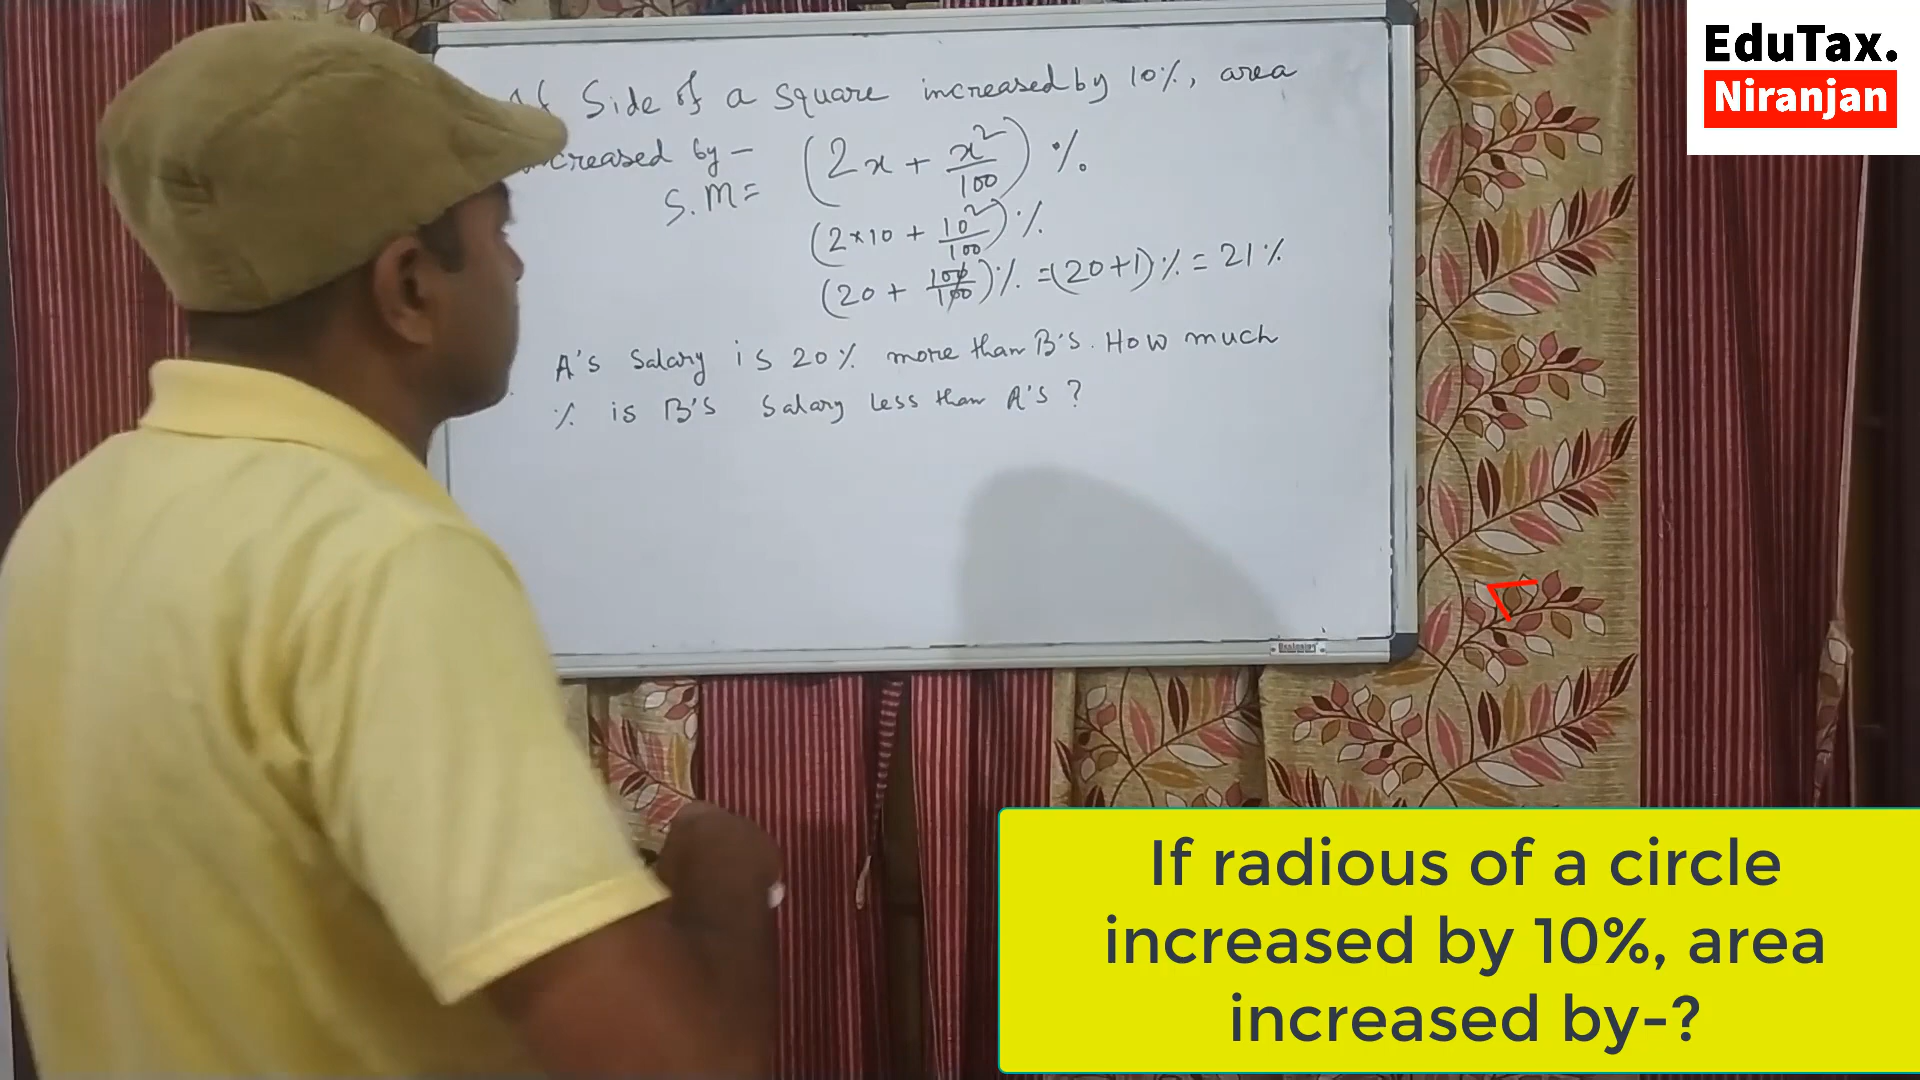 EduTax.
Niranjan
Side of a square increased by 10%, area
increased by -
S.M= (2x + x²/100) %
(2×10 + 10²/100) %
(20 + 100/100) % = (20+1) % = 21%
A's Salary is 20% more than B's. How much
% is B's Salary less than A's ?
If radious of a circle
increased by 10%, area
increased by-?